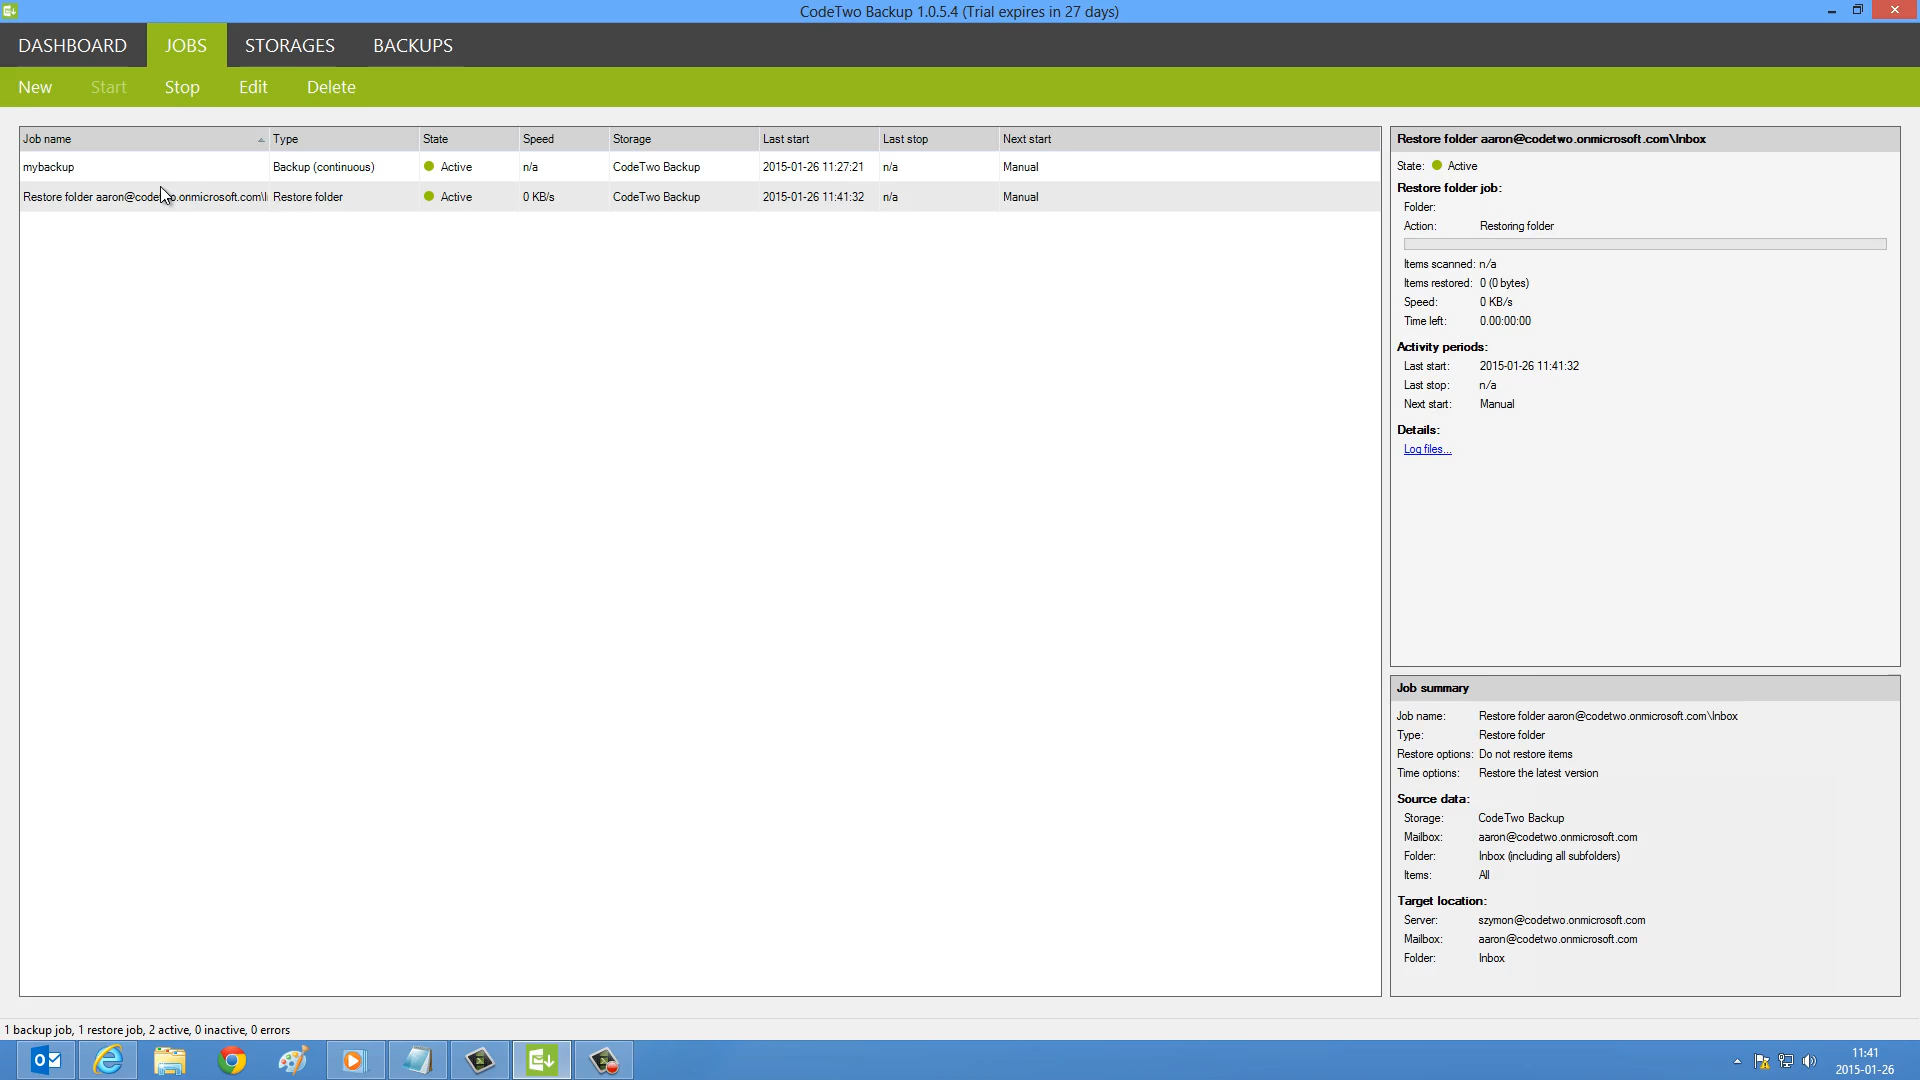 CodeTwo Backup 1.0.5.4 (Trial expires in 27 days)
DASHBOARD JOBS STORAGES BACKUPS
New Start Stop Edit Delete
Job name Type State Speed Storage Last start Last stop Next start
mybackup Backup (continuous) Active n/a CodeTwo Backup 2015-01-26 11:27:21 n/a Manual
Restore folder aaron@codetwo.onmicrosoft.com\I Restore folder Active 0 KB/s CodeTwo Backup 2015-01-26 11:41:32 n/a Manual
Restore folder aaron@codetwo.onmicrosoft.com\Inbox
State: Active
Restore folder job:
Folder:
Action: Restoring folder
Items scanned: n/a
Items restored: 0 (0 bytes)
Speed: 0 KB/s
Time left: 0.00:00:00
Activity periods:
Last start: 2015-01-26 11:41:32
Last stop: n/a
Next start: Manual
Details:
Log files...
Job summary
Job name: Restore folder aaron@codetwo.onmicrosoft.com\Inbox
Type: Restore folder
Restore options: Do not restore items
Time options: Restore the latest version
Source data:
Storage: CodeTwo Backup
Mailbox: aaron@codetwo.onmicrosoft.com
Folder: Inbox (including all subfolders)
Items: All
Target location:
Server: szymon@codetwo.onmicrosoft.com
Mailbox: aaron@codetwo.onmicrosoft.com
Folder: Inbox
1 backup job, 1 restore job, 2 active, 0 inactive, 0 errors
11:41
2015-01-26